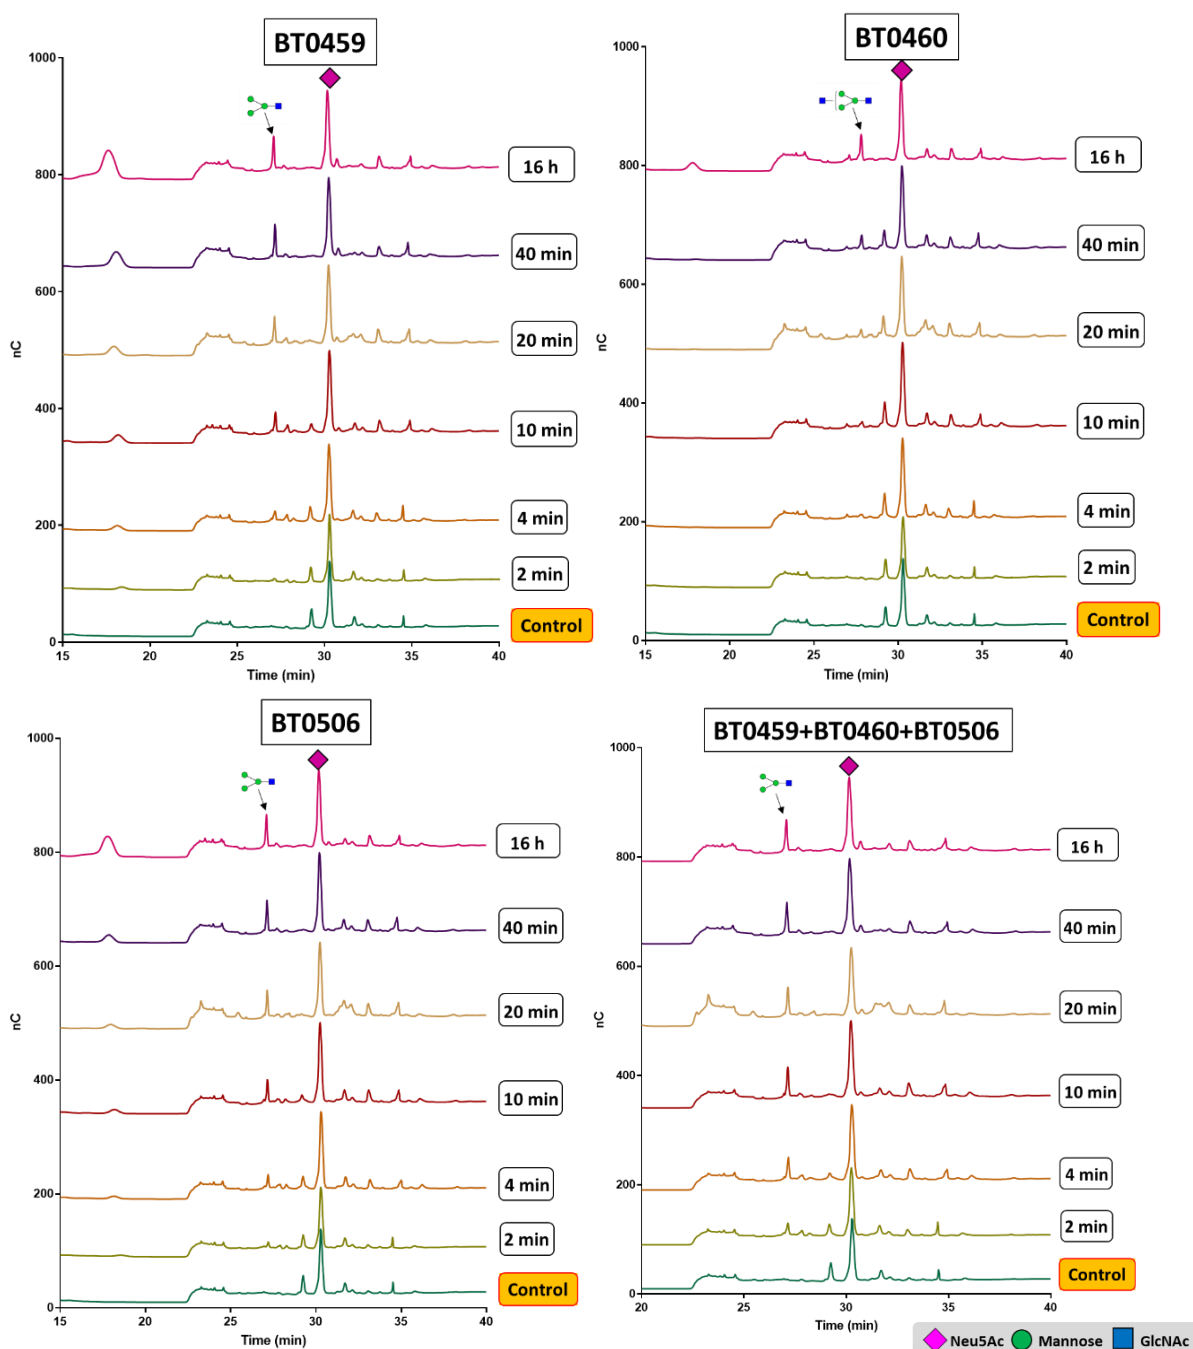 BT0459
1000
800
600
400
200
0
nC
16 h
40 min
20 min
10 min
4 min
2 min
Control
15 20 25 30 35 40
Time (min)
BT0460
1000
800
600
400
200
0
nC
16 h
40 min
20 min
10 min
4 min
2 min
Control
15 20 25 30 35 40
Time (min)
BT0506
1000
800
600
400
200
0
nC
16 h
40 min
20 min
10 min
4 min
2 min
Control
15 20 25 30 35 40
Time (min)
BT0459+BT0460+BT0506
1000
800
600
400
200
0
nC
16 h
40 min
20 min
10 min
4 min
2 min
Control
20 25 30 35 40
Time (min)
Neu5Ac Mannose GlcNAc